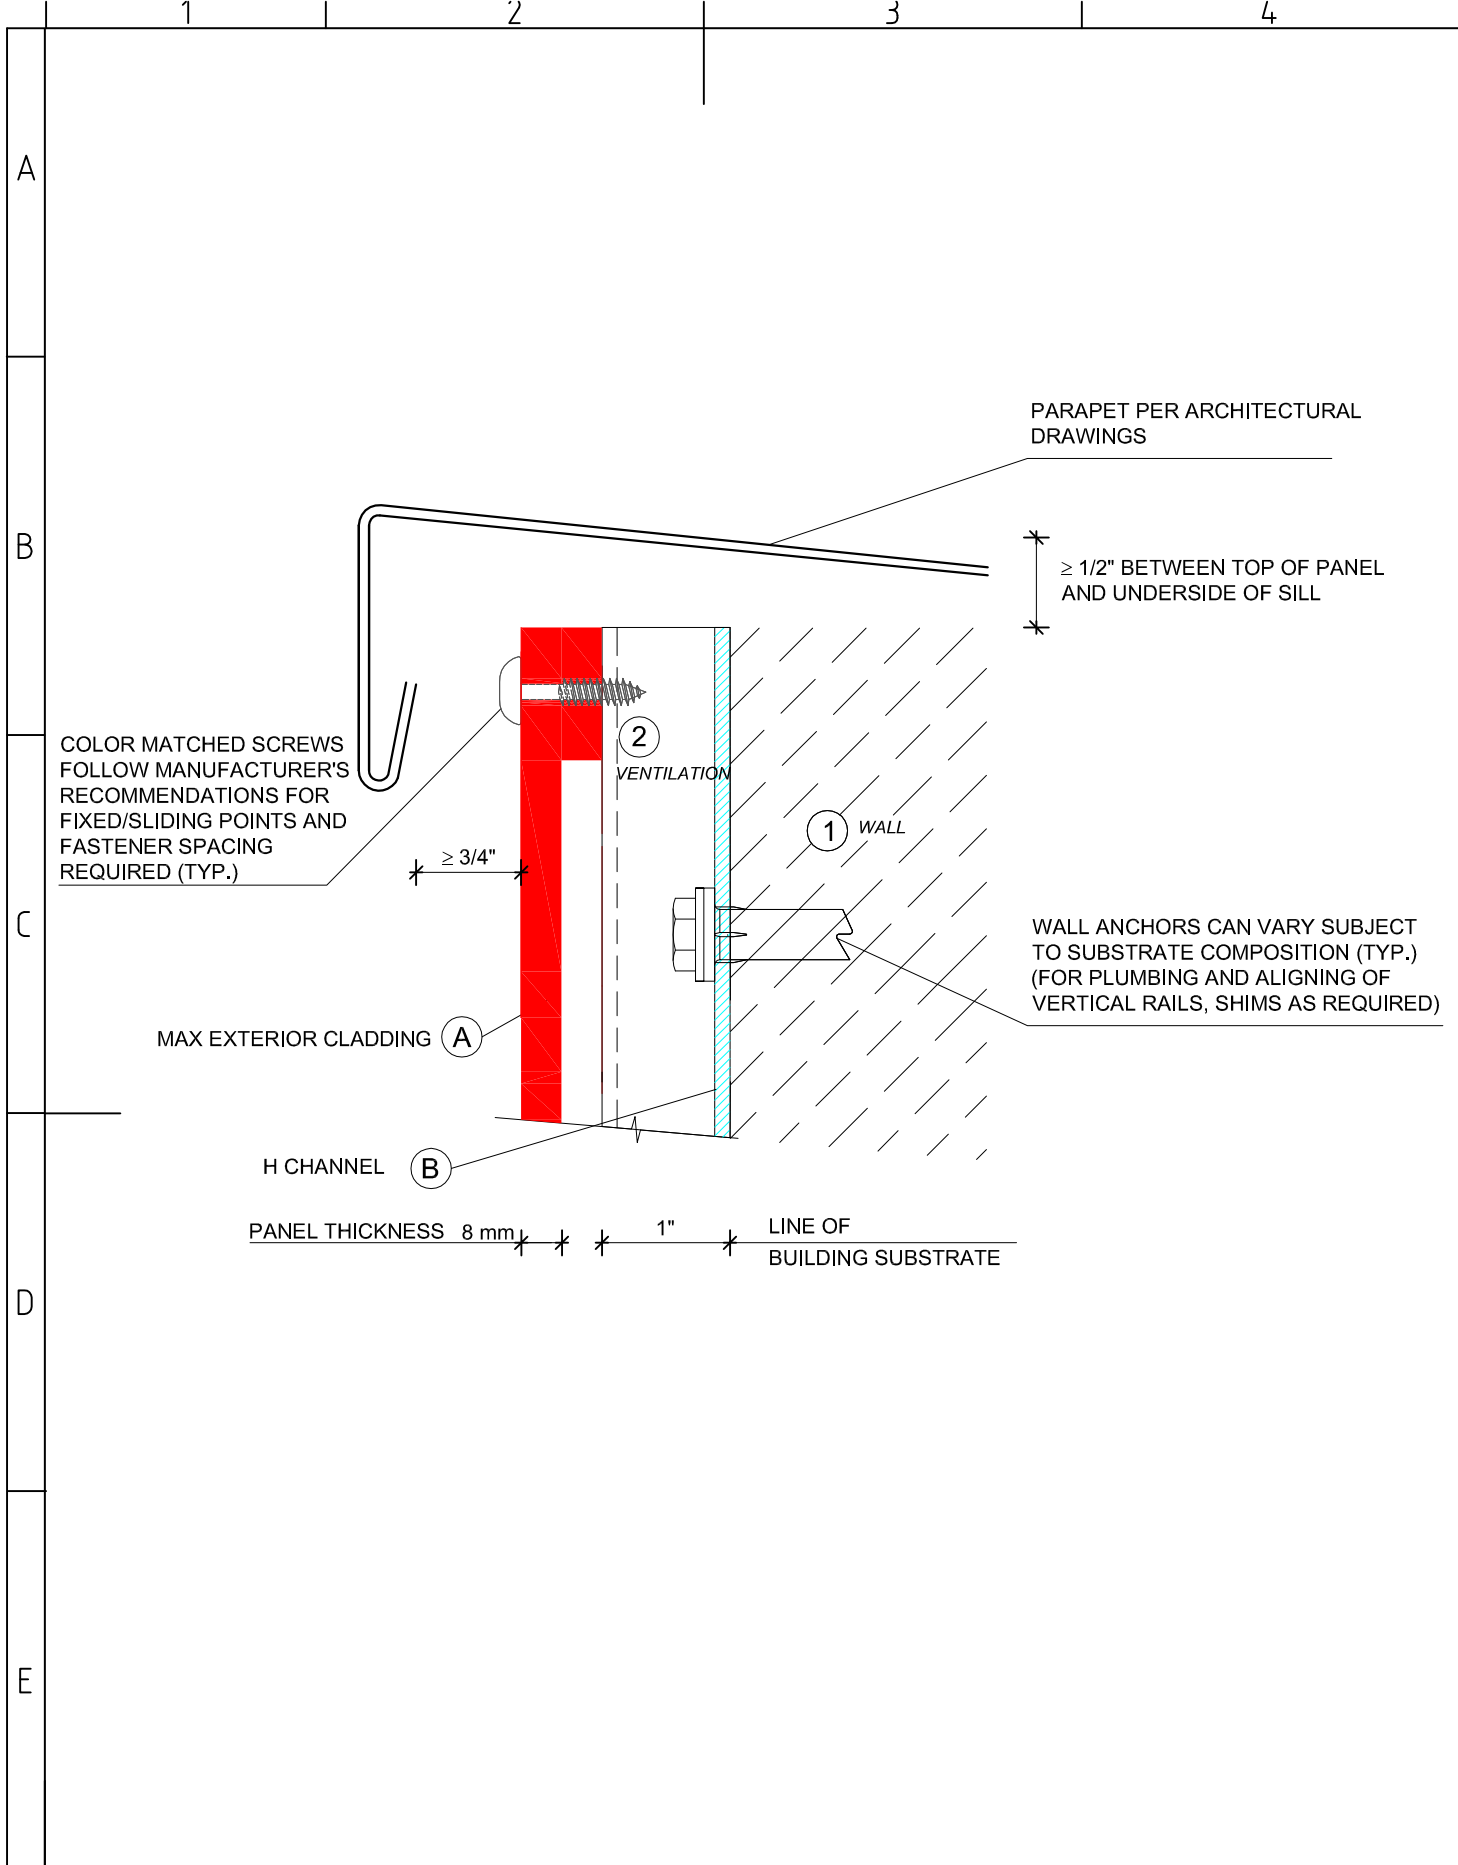 1 2 3 4
A
B
C
D
E
PARAPET PER ARCHITECTURAL
DRAWINGS
≥ 1/2" BETWEEN TOP OF PANEL
AND UNDERSIDE OF SILL
COLOR MATCHED SCREWS
FOLLOW MANUFACTURER'S
RECOMMENDATIONS FOR
FIXED/SLIDING POINTS AND
FASTENER SPACING
REQUIRED (TYP.)
2
VENTILATION
1 WALL
≥ 3/4"
WALL ANCHORS CAN VARY SUBJECT
TO SUBSTRATE COMPOSITION (TYP.)
(FOR PLUMBING AND ALIGNING OF
VERTICAL RAILS, SHIMS AS REQUIRED)
MAX EXTERIOR CLADDING A
H CHANNEL B
PANEL THICKNESS 8 mm
1"
LINE OF
BUILDING SUBSTRATE